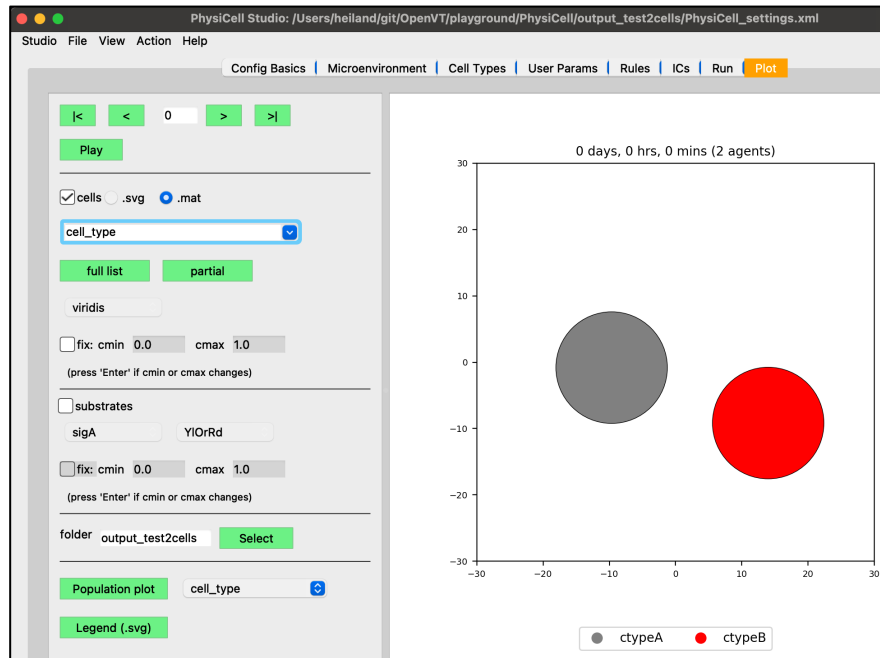 PhysiCell Studio: /Users/heiland/git/OpenVT/playground/PhysiCell/output_test2cells/PhysiCell_settings.xml
Studio File View Action Help
Config Basics Microenvironment Cell Types User Params Rules ICs Run Plot
|< < 0 > >|
Play
cells .svg .mat
cell_type
full list partial
viridis
fix: cmin 0.0 cmax 1.0
(press 'Enter' if cmin or cmax changes)
substrates
sigA YlOrRd
fix: cmin 0.0 cmax 1.0
(press 'Enter' if cmin or cmax changes)
folder output_test2cells Select
Population plot cell_type
Legend (.svg)
0 days, 0 hrs, 0 mins (2 agents)
30
20
10
0
−10
−20
−30
−30 −20 −10 0 10 20 30
ctypeA ctypeB